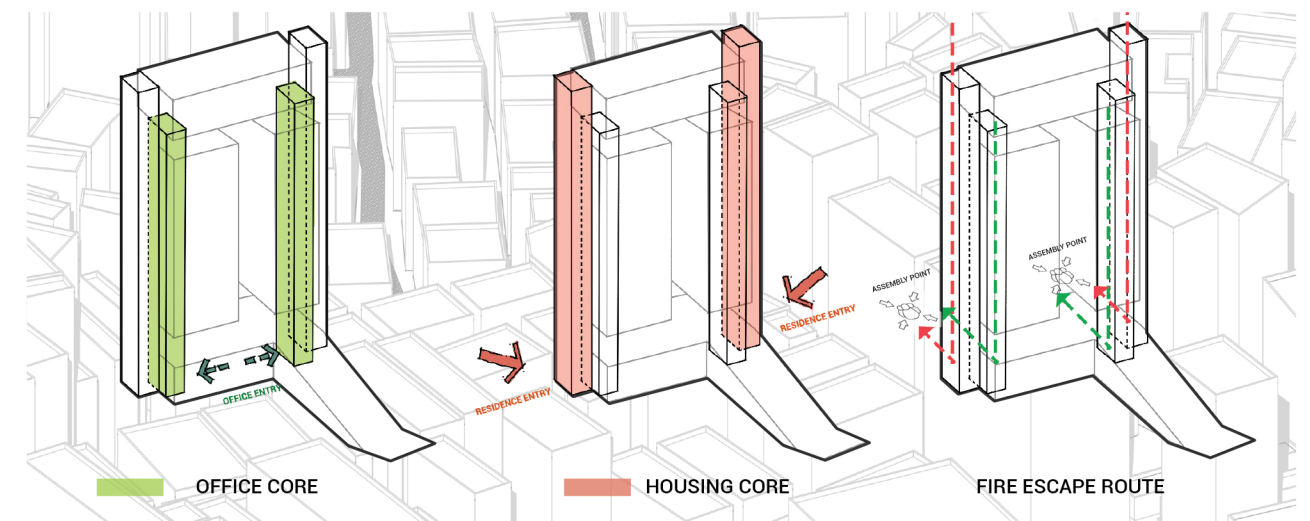 ASSEMBLY POINT
ASSEMBLY POINT
RESIDENCE ENTRY
OFFICE ENTRY
RESIDENCE ENTRY
OFFICE CORE
HOUSING CORE
FIRE ESCAPE ROUTE